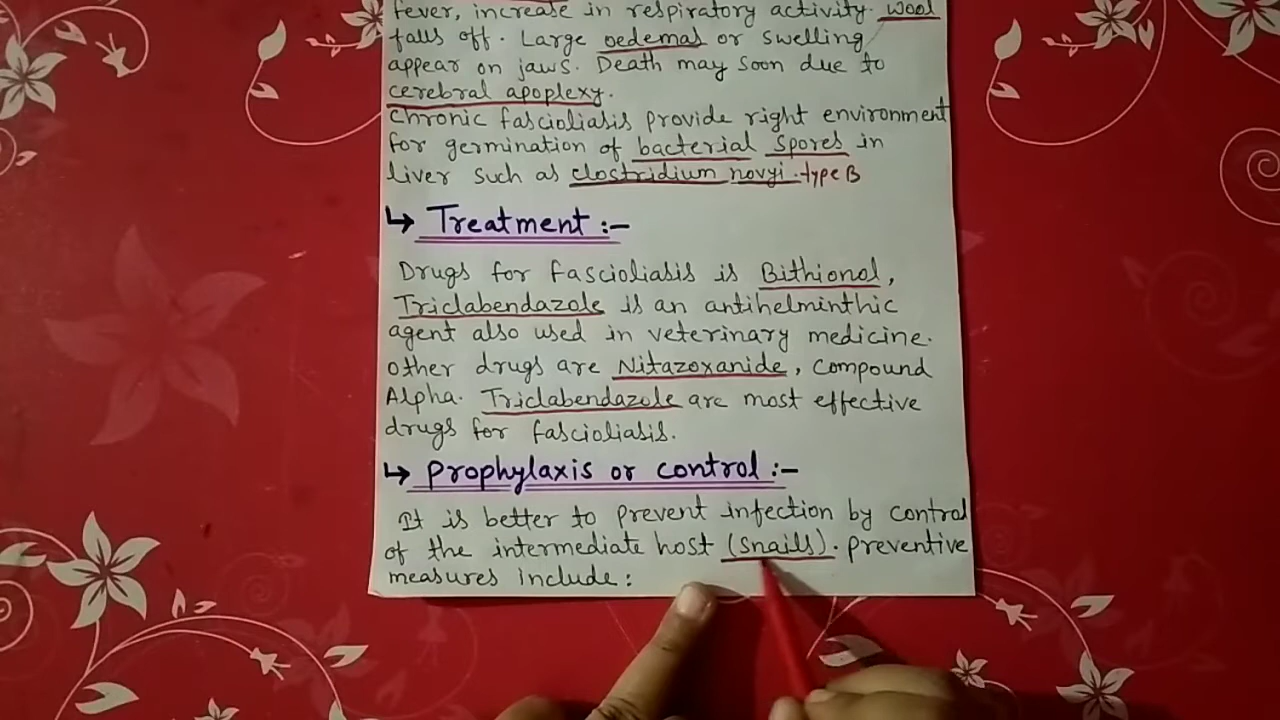 fever, increase in respiratory activity. wool
falls off. Large oedemas or swelling
appear on jaws. Death may soon due to
cerebral apoplexy.
Chronic fascioliasis provide right environment
for germination of bacterial spores in
liver such as clostridium novyi.type B
↳ Treatment :-
Drugs for fascioliasis is Bithionol,
Triclabendazole is an antihelminthic
agent also used in veterinary medicine.
Other drugs are Nitazoxanide, Compound
Alpha. Triclabendazole are most effective
drugs for fascioliasis.
↳ Prophylaxis or control :-
It is better to prevent infection by control
of the intermediate host (snails). preventive
measures include :